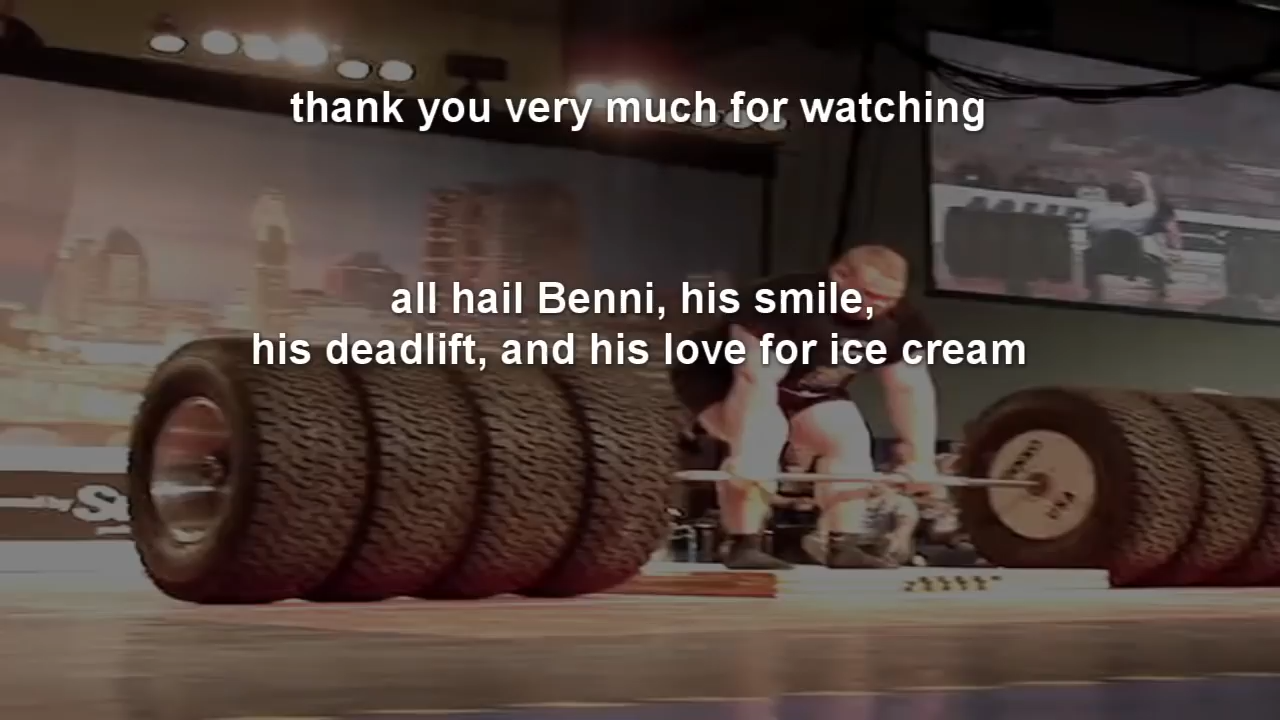 thank you very much for watching
all hail Benni, his smile,
his deadlift, and his love for ice cream